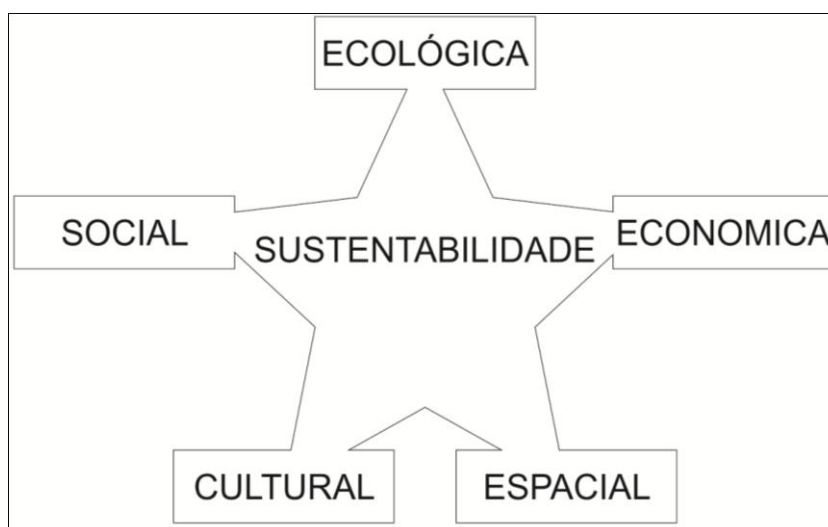 ECOLÓGICA
SOCIAL
SUSTENTABILIDADE
ECONOMICA
CULTURAL
ESPACIAL